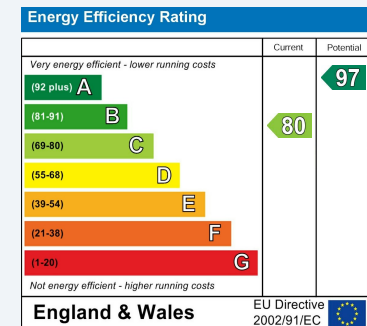 Energy Efficiency Rating
Current Potential
Very energy efficient - lower running costs
(92 plus) A
97
(81-91) B
80
(69-80) C
(55-68) D
(39-54) E
(21-38) F
(1-20) G
Not energy efficient - higher running costs
England & Wales
EU Directive
2002/91/EC